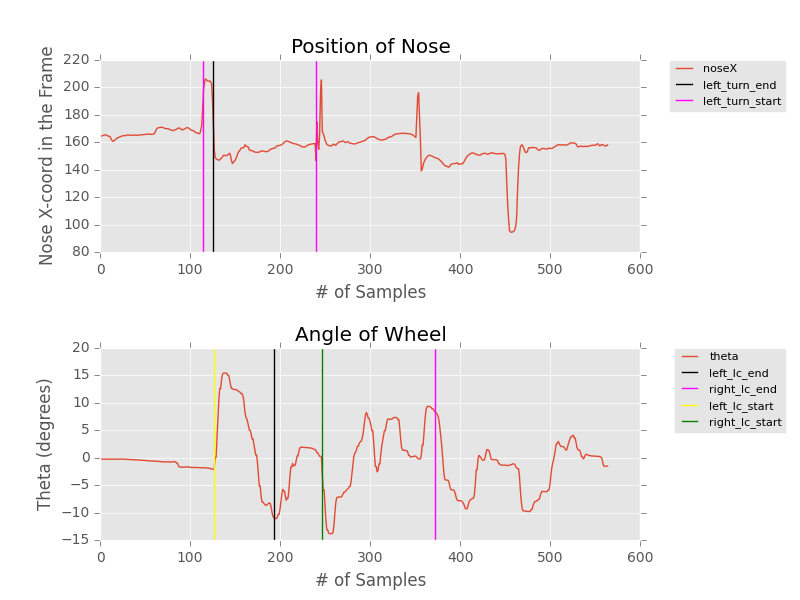 Position of Nose
Nose X-coord in the Frame
220
200
180
160
140
120
100
80
0 100 200 300 400 500 600
# of Samples
noseX
left_turn_end
left_turn_start
Angle of Wheel
Theta (degrees)
20
15
10
5
0
−5
−10
−15
0 100 200 300 400 500 600
# of Samples
theta
left_lc_end
right_lc_end
left_lc_start
right_lc_start